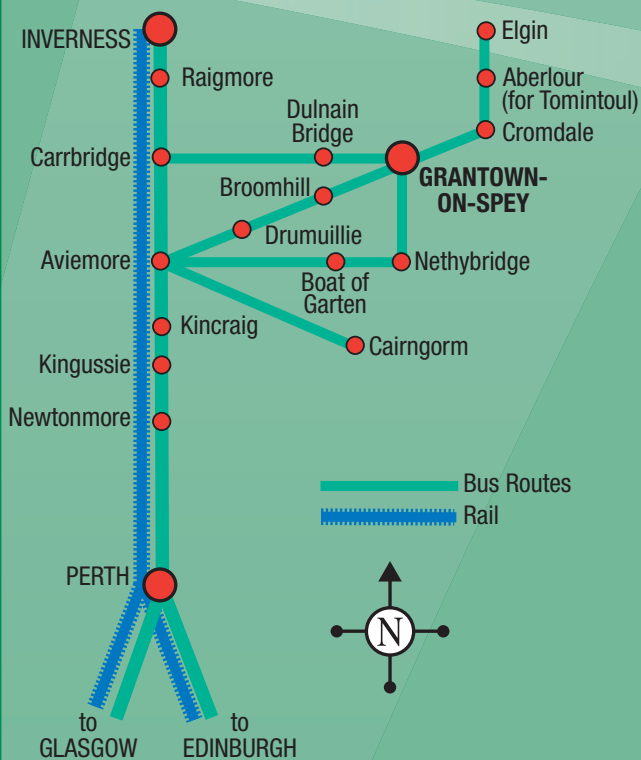 INVERNESS
Elgin
Raigmore
Aberlour
(for Tomintoul)
Dulnain
Bridge
Cromdale
Carrbridge
GRANTOWN-
ON-SPEY
Broomhill
Drumuillie
Aviemore
Nethybridge
Boat of
Garten
Kincraig
Cairngorm
Kingussie
Newtonmore
Bus Routes
Rail
PERTH
N
to
GLASGOW
to
EDINBURGH